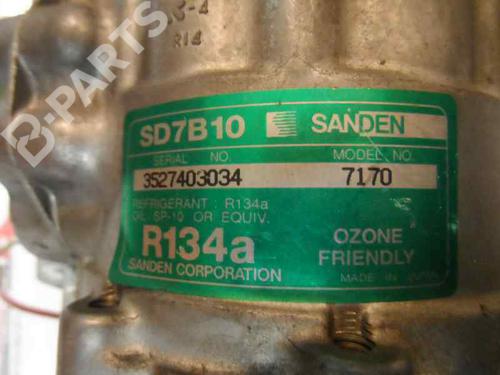 B-PARTS
R14
SD7B10 SANDEN
SERIAL NO. MODEL NO.
3527403034 7170
REFRIGERANT : R134a
OIL SP-10 OR EQUIV.
R134a OZONE FRIENDLY
SANDEN CORPORATION MADE IN JAPAN